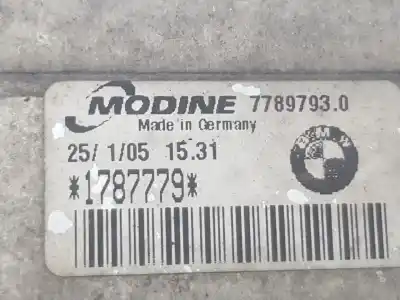 MODINE 7789793.0
Made in Germany
25/ 1/05 15.31
BMW
*1787779*